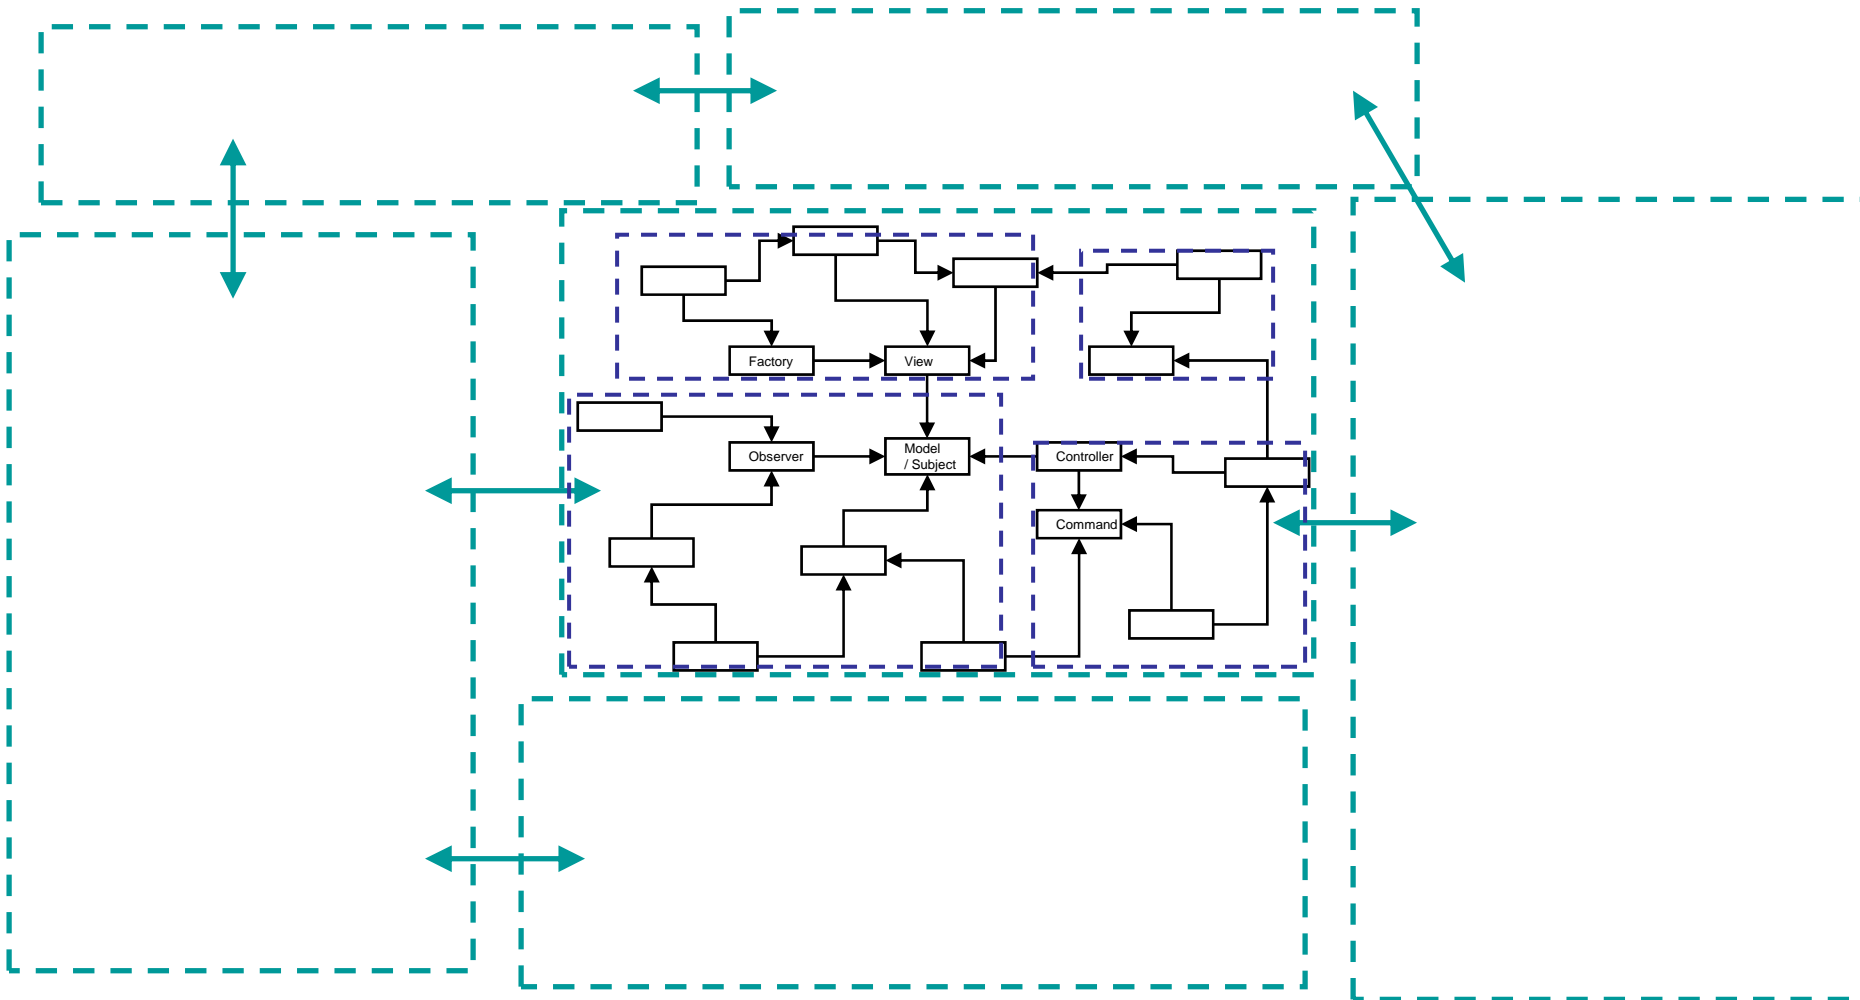 Factory
View
Observer
Model
/ Subject
Controller
Command